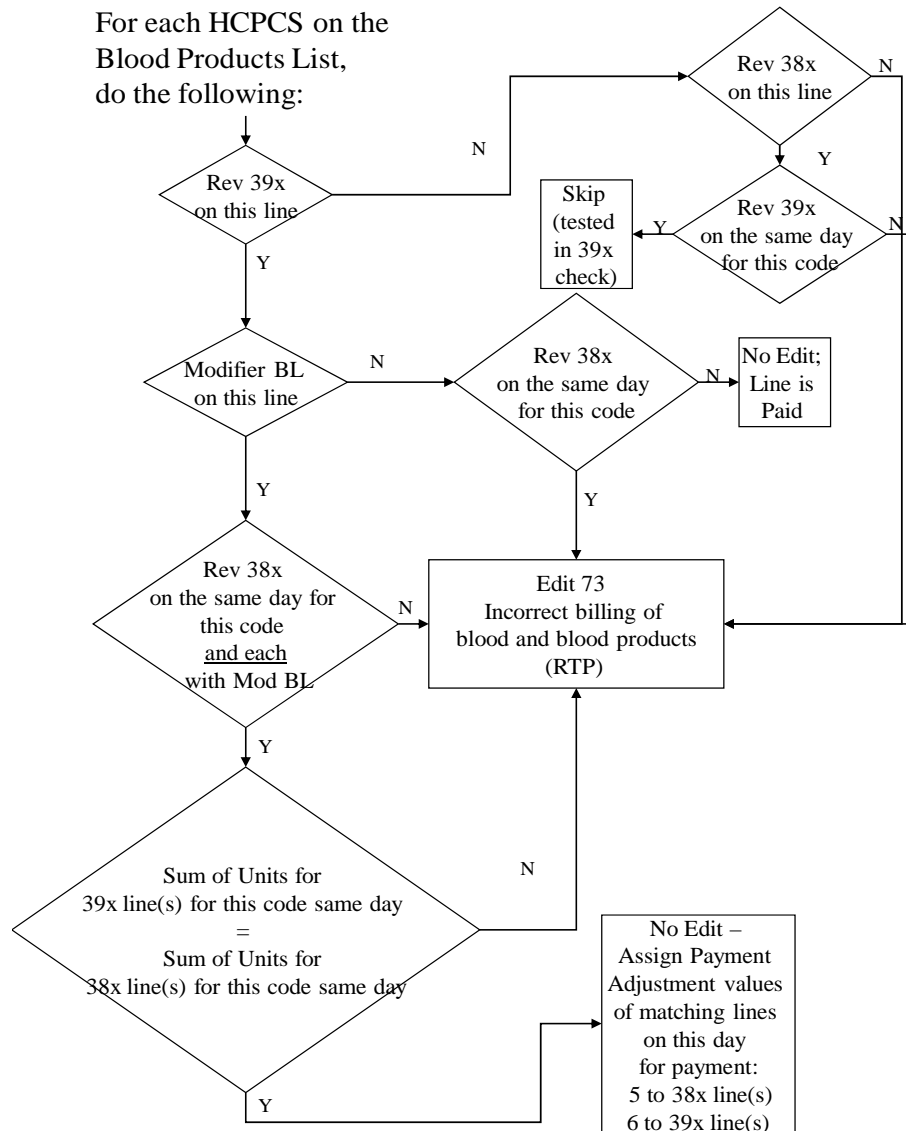 For each HCPCS on the
Blood Products List,
do the following:
Rev 38x
on this line
N
Y
N
Rev 39x
on this line
Y
Skip
(tested
in 39x
check)
Y
Rev 39x
on the same day
for this code
N
Modifier BL
on this line
N
Rev 38x
on the same day
for this code
N
No Edit;
Line is
Paid
Y
Y
Rev 38x
on the same day for
this code
and each
with Mod BL
N
Edit 73
Incorrect billing of
blood and blood products
(RTP)
Y
Sum of Units for
39x line(s) for this code same day
=
Sum of Units for
38x line(s) for this code same day
N
Y
No Edit –
Assign Payment
Adjustment values
of matching lines
on this day
for payment:
5 to 38x line(s)
6 to 39x line(s)